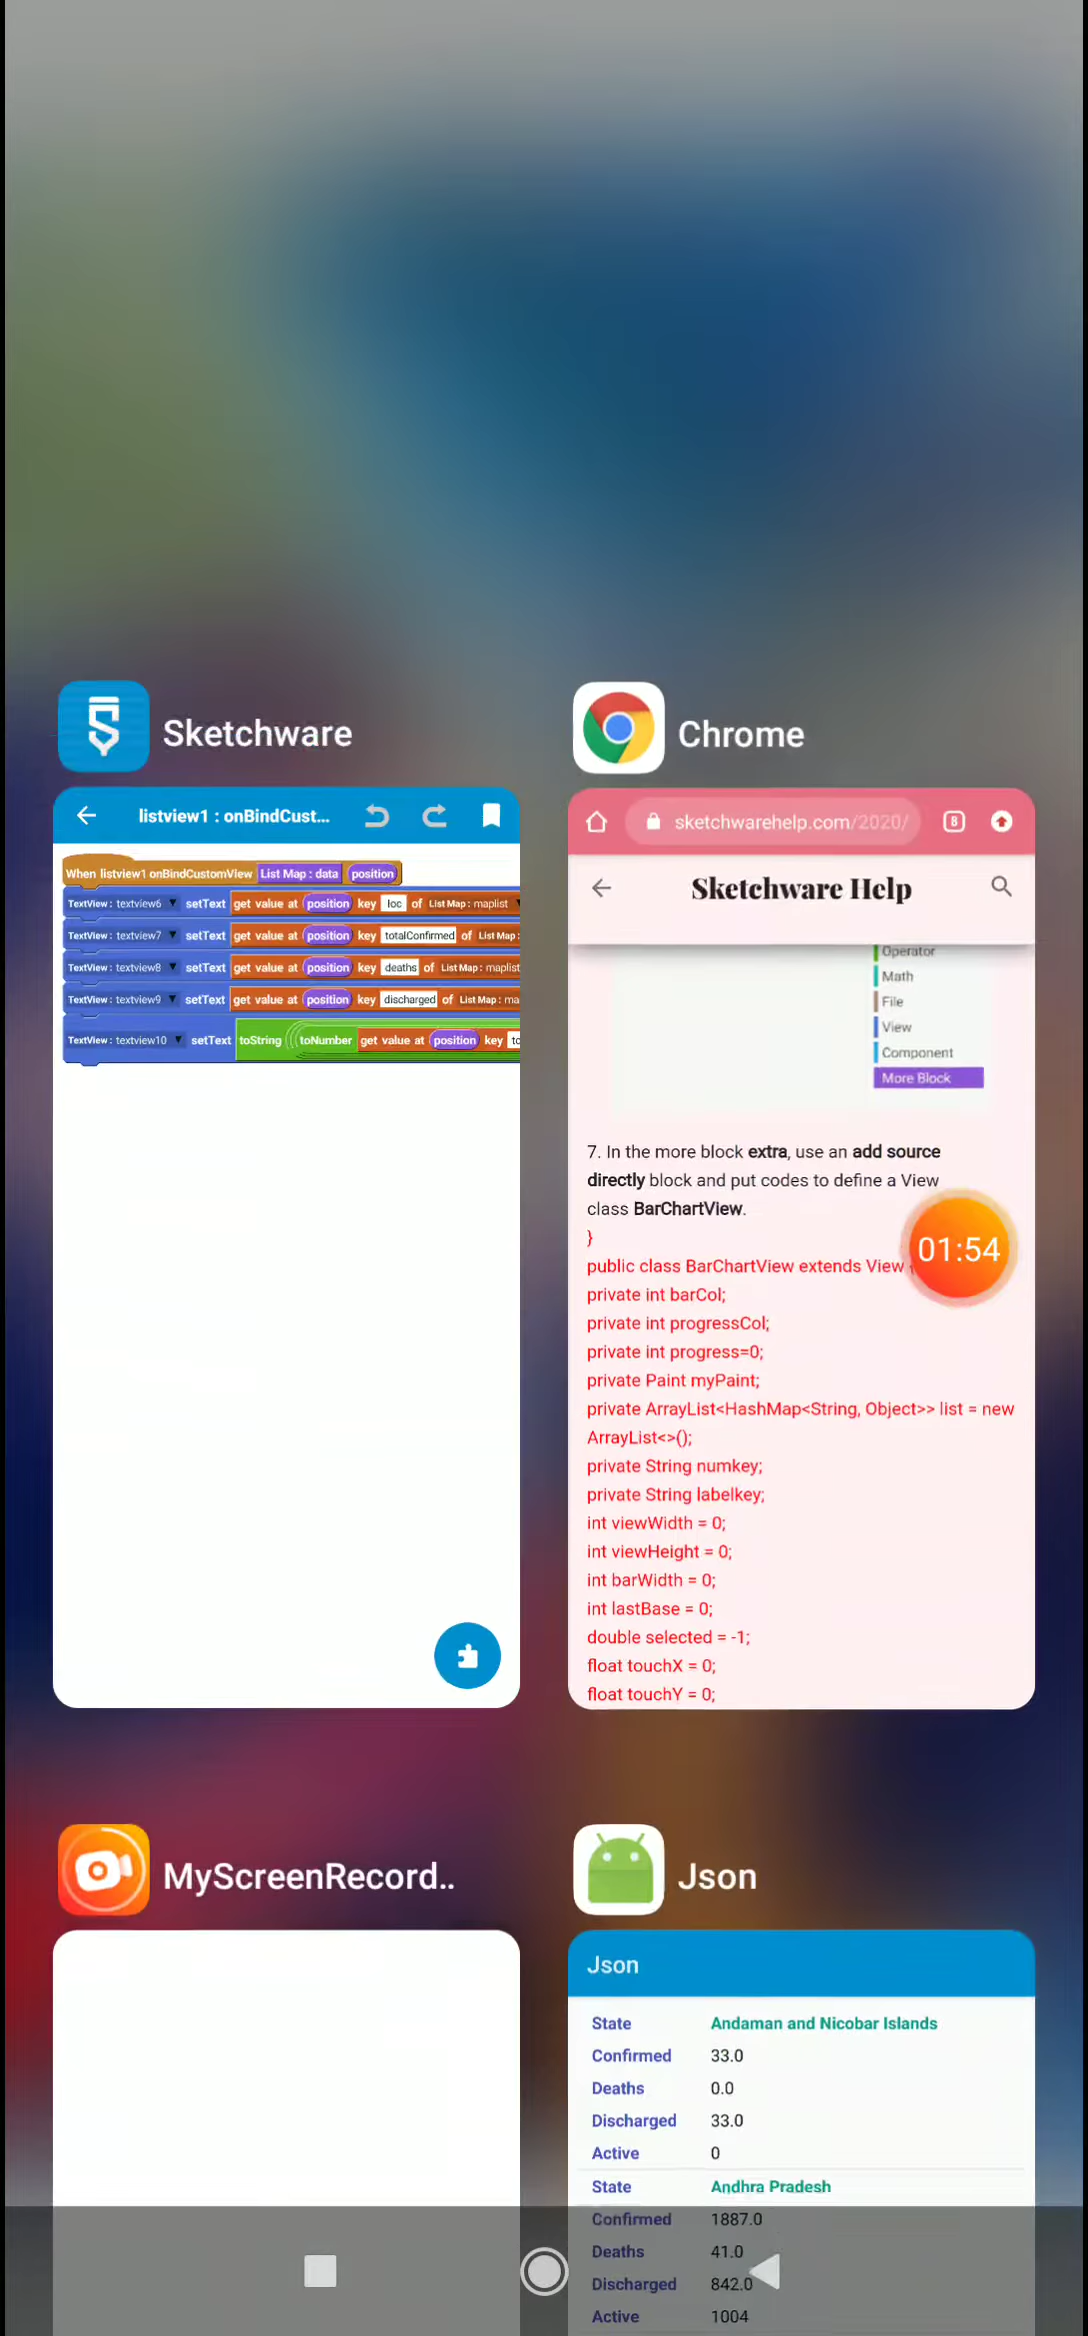 Sketchware
listview1 : onBindCust...
When listview1 onBindCustomView List Map : data position
TextView : textview6 setText get value at position key loc of List Map : maplist
TextView : textview7 setText get value at position key totalConfirmed of List Map :
TextView : textview8 setText get value at position key deaths of List Map : maplist
TextView : textview9 setText get value at position key discharged of List Map : ma
TextView : textview10 setText toString toNumber get value at position key
Chrome
sketchwarehelp.com/2020/
8
Sketchware Help
Operator
Math
File
View
Component
More Block
7. In the more block extra, use an add source
directly block and put codes to define a View
class BarChartView.
}
public class BarChartView extends View
01:54
private int barCol;
private int progressCol;
private int progress=0;
private Paint myPaint;
private ArrayList<HashMap<String, Object>> list = new
ArrayList<>();
private String numkey;
private String labelkey;
int viewWidth = 0;
int viewHeight = 0;
int barWidth = 0;
int lastBase = 0;
double selected = -1;
float touchX = 0;
float touchY = 0;
MyScreenRecord..
Json
Json
State Andaman and Nicobar Islands
Confirmed 33.0
Deaths 0.0
Discharged 33.0
Active 0
State Andhra Pradesh
Confirmed 1887.0
Deaths 41.0
Discharged 842.0
Active 1004